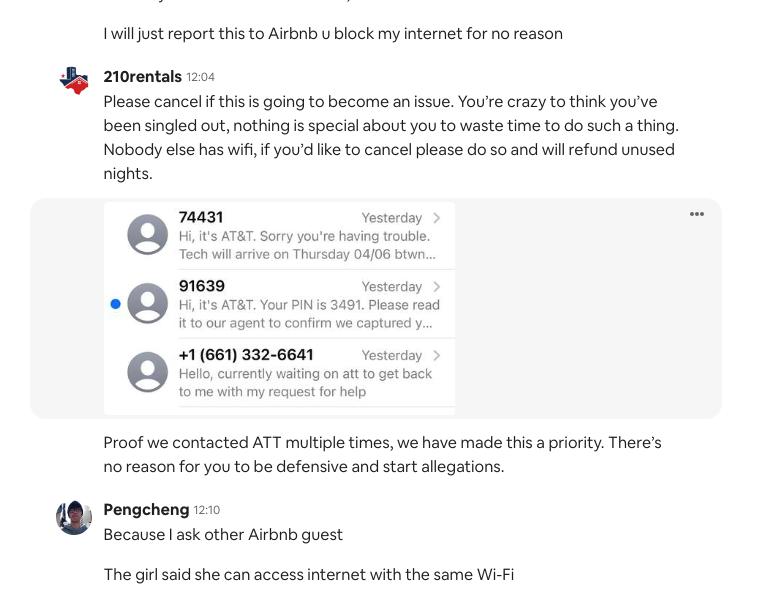 I will just report this to Airbnb u block my internet for no reason
210rentals 12:04
Please cancel if this is going to become an issue. You’re crazy to think you’ve
been singled out, nothing is special about you to waste time to do such a thing.
Nobody else has wifi, if you’d like to cancel please do so and will refund unused
nights.
74431 Yesterday
Hi, it's AT&T. Sorry you're having trouble.
Tech will arrive on Thursday 04/06 btwn...
91639 Yesterday
Hi, it's AT&T. Your PIN is 3491. Please read
it to our agent to confirm we captured y...
+1 (661) 332-6641 Yesterday
Hello, currently waiting on att to get back
to me with my request for help
Proof we contacted ATT multiple times, we have made this a priority. There’s
no reason for you to be defensive and start allegations.
Pengcheng 12:10
Because I ask other Airbnb guest
The girl said she can access internet with the same Wi-Fi